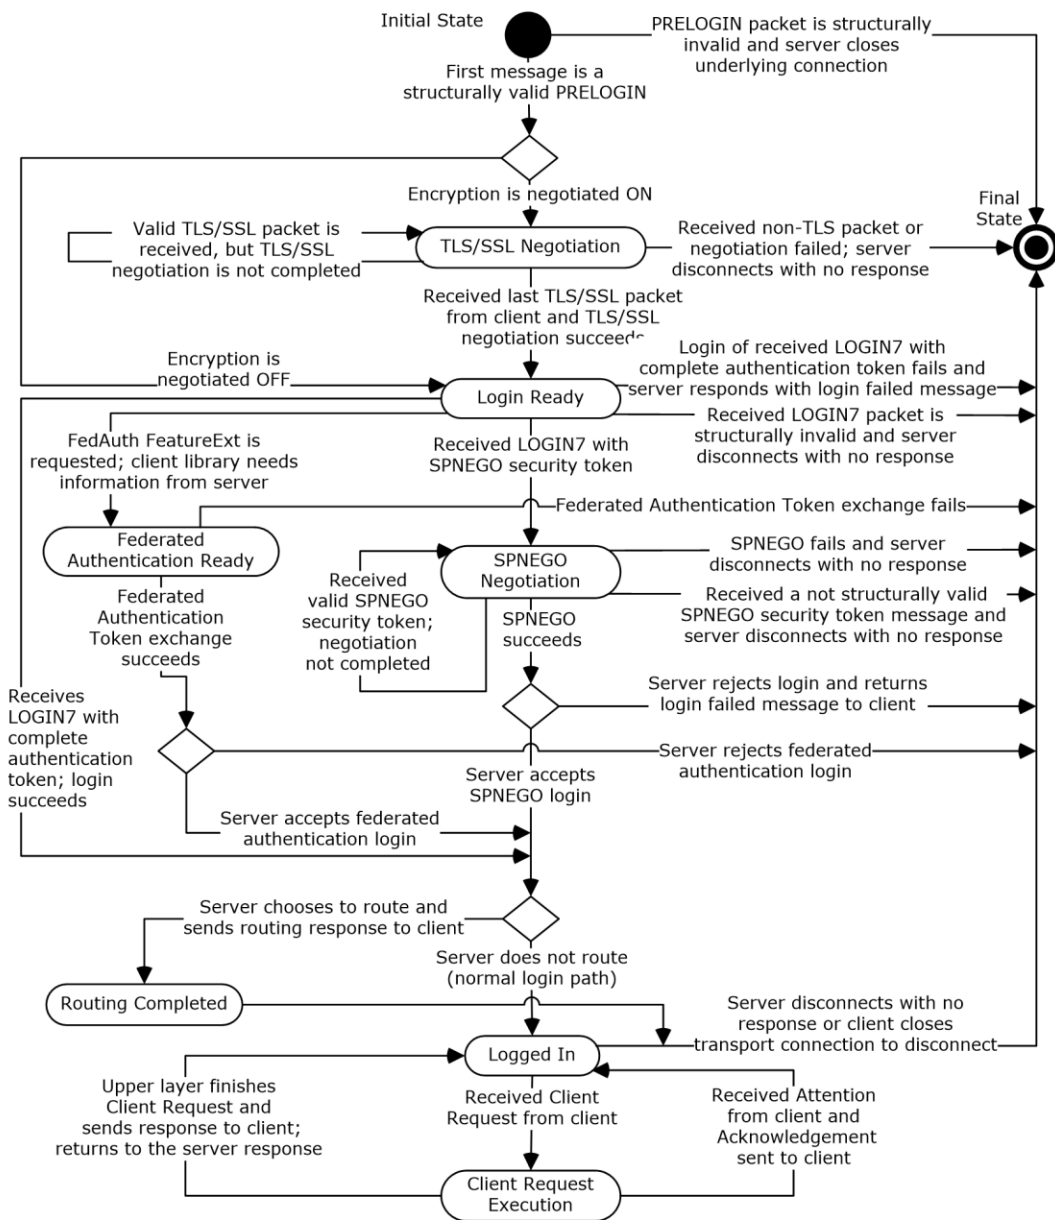 Initial State
PRELOGIN packet is structurally
invalid and server closes
underlying connection
First message is a
structurally valid PRELOGIN
Encryption is negotiated ON
Final
State
Valid TLS/SSL packet is
received, but TLS/SSL
negotiation is not completed
TLS/SSL Negotiation
Received non-TLS packet or
negotiation failed; server
disconnects with no response
Received last TLS/SSL packet
from client and TLS/SSL
negotiation succeeds
Encryption is
negotiated OFF
Login of received LOGIN7 with
complete authentication token fails and
server responds with login failed message
Login Ready
Received LOGIN7 packet is
structurally invalid and server
disconnects with no response
FedAuth FeatureExt is
requested; client library needs
information from server
Received LOGIN7 with
SPNEGO security token
Federated Authentication Token exchange fails
Federated
Authentication Ready
SPNEGO
Negotiation
SPNEGO fails and server
disconnects with no response
Received
valid SPNEGO
security token;
negotiation
not completed
Received a not structurally valid
SPNEGO security token message and
server disconnects with no response
Federated
Authentication
Token exchange
succeeds
SPNEGO
succeeds
Server rejects login and returns
login failed message to client
Receives
LOGIN7 with
complete
authentication
token; login
succeeds
Server rejects federated
authentication login
Server accepts
SPNEGO login
Server accepts federated
authentication login
Server chooses to route and
sends routing response to client
Server does not route
(normal login path)
Routing Completed
Server disconnects with no
response or client closes
transport connection to disconnect
Logged In
Upper layer finishes
Client Request and
sends response to client;
returns to the server response
Received Client
Request from client
Received Attention
from client and
Acknowledgement
sent to client
Client Request
Execution